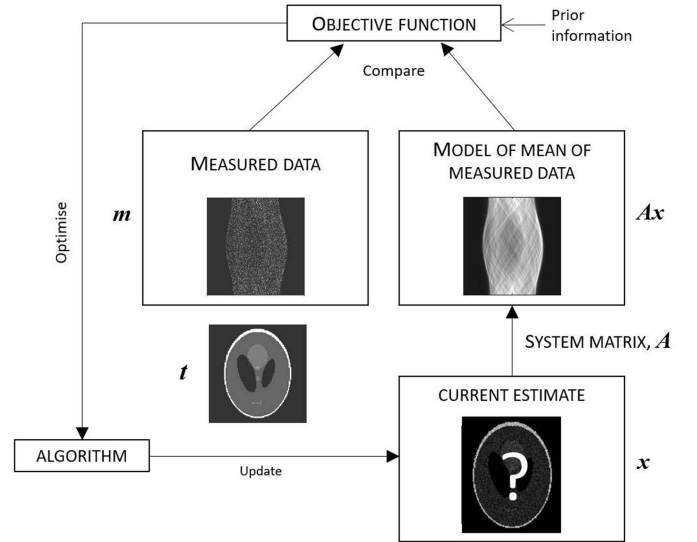 OBJECTIVE FUNCTION
Prior
information
Compare
MEASURED DATA
MODEL OF MEAN OF
MEASURED DATA
m
Ax
Optimise
SYSTEM MATRIX, A
t
CURRENT ESTIMATE
?
x
ALGORITHM
Update